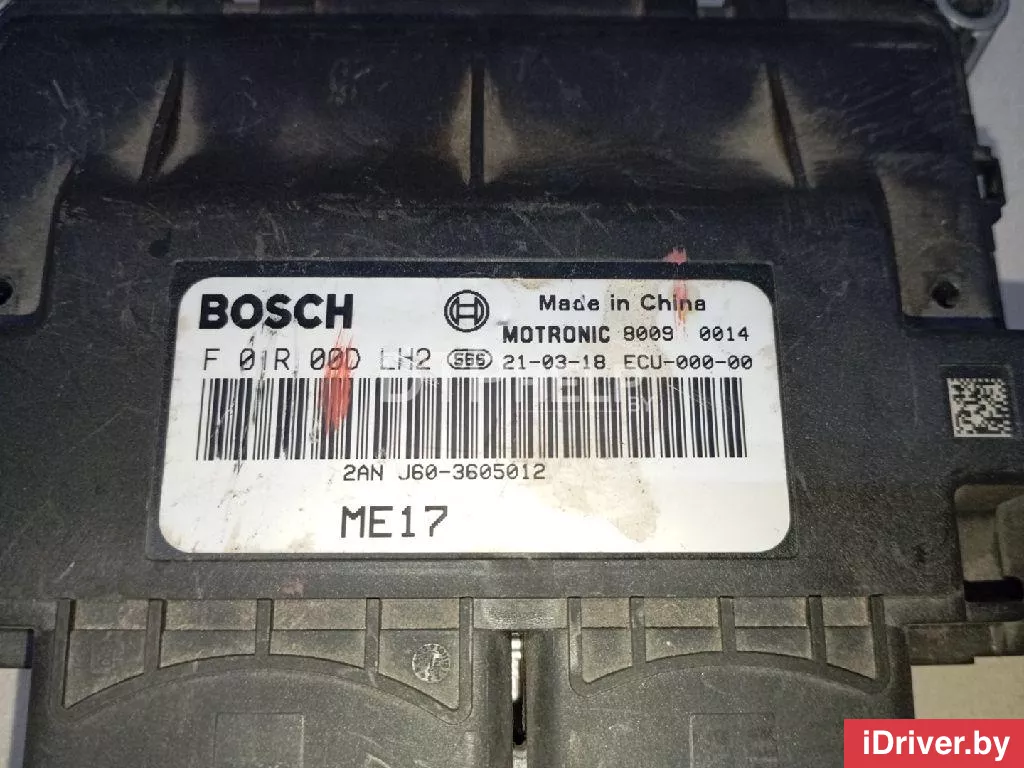 BOSCH
Made in China
MOTRONIC 8009 0014
F 01R 00D LH2 666 21-03-18 ECU-000-00
2AN J60-3605012
ME17
iDriver.by